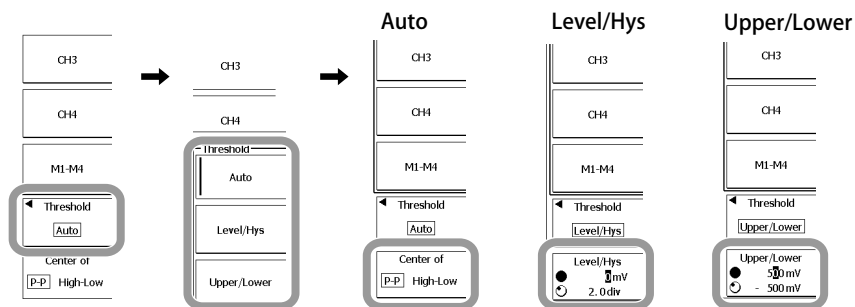 CH3
CH4
M1-M4
Threshold
Auto
Center of
P-P High-Low
CH3
CH4
Threshold
Auto
Level/Hys
Upper/Lower
Auto
CH3
CH4
M1-M4
Threshold
Auto
Center of
P-P High-Low
Level/Hys
CH3
CH4
M1-M4
Threshold
Level/Hys
Level/Hys
0mV
2.0div
Upper/Lower
CH3
CH4
M1-M4
Threshold
Upper/Lower
Upper/Lower
500mV
- 500mV